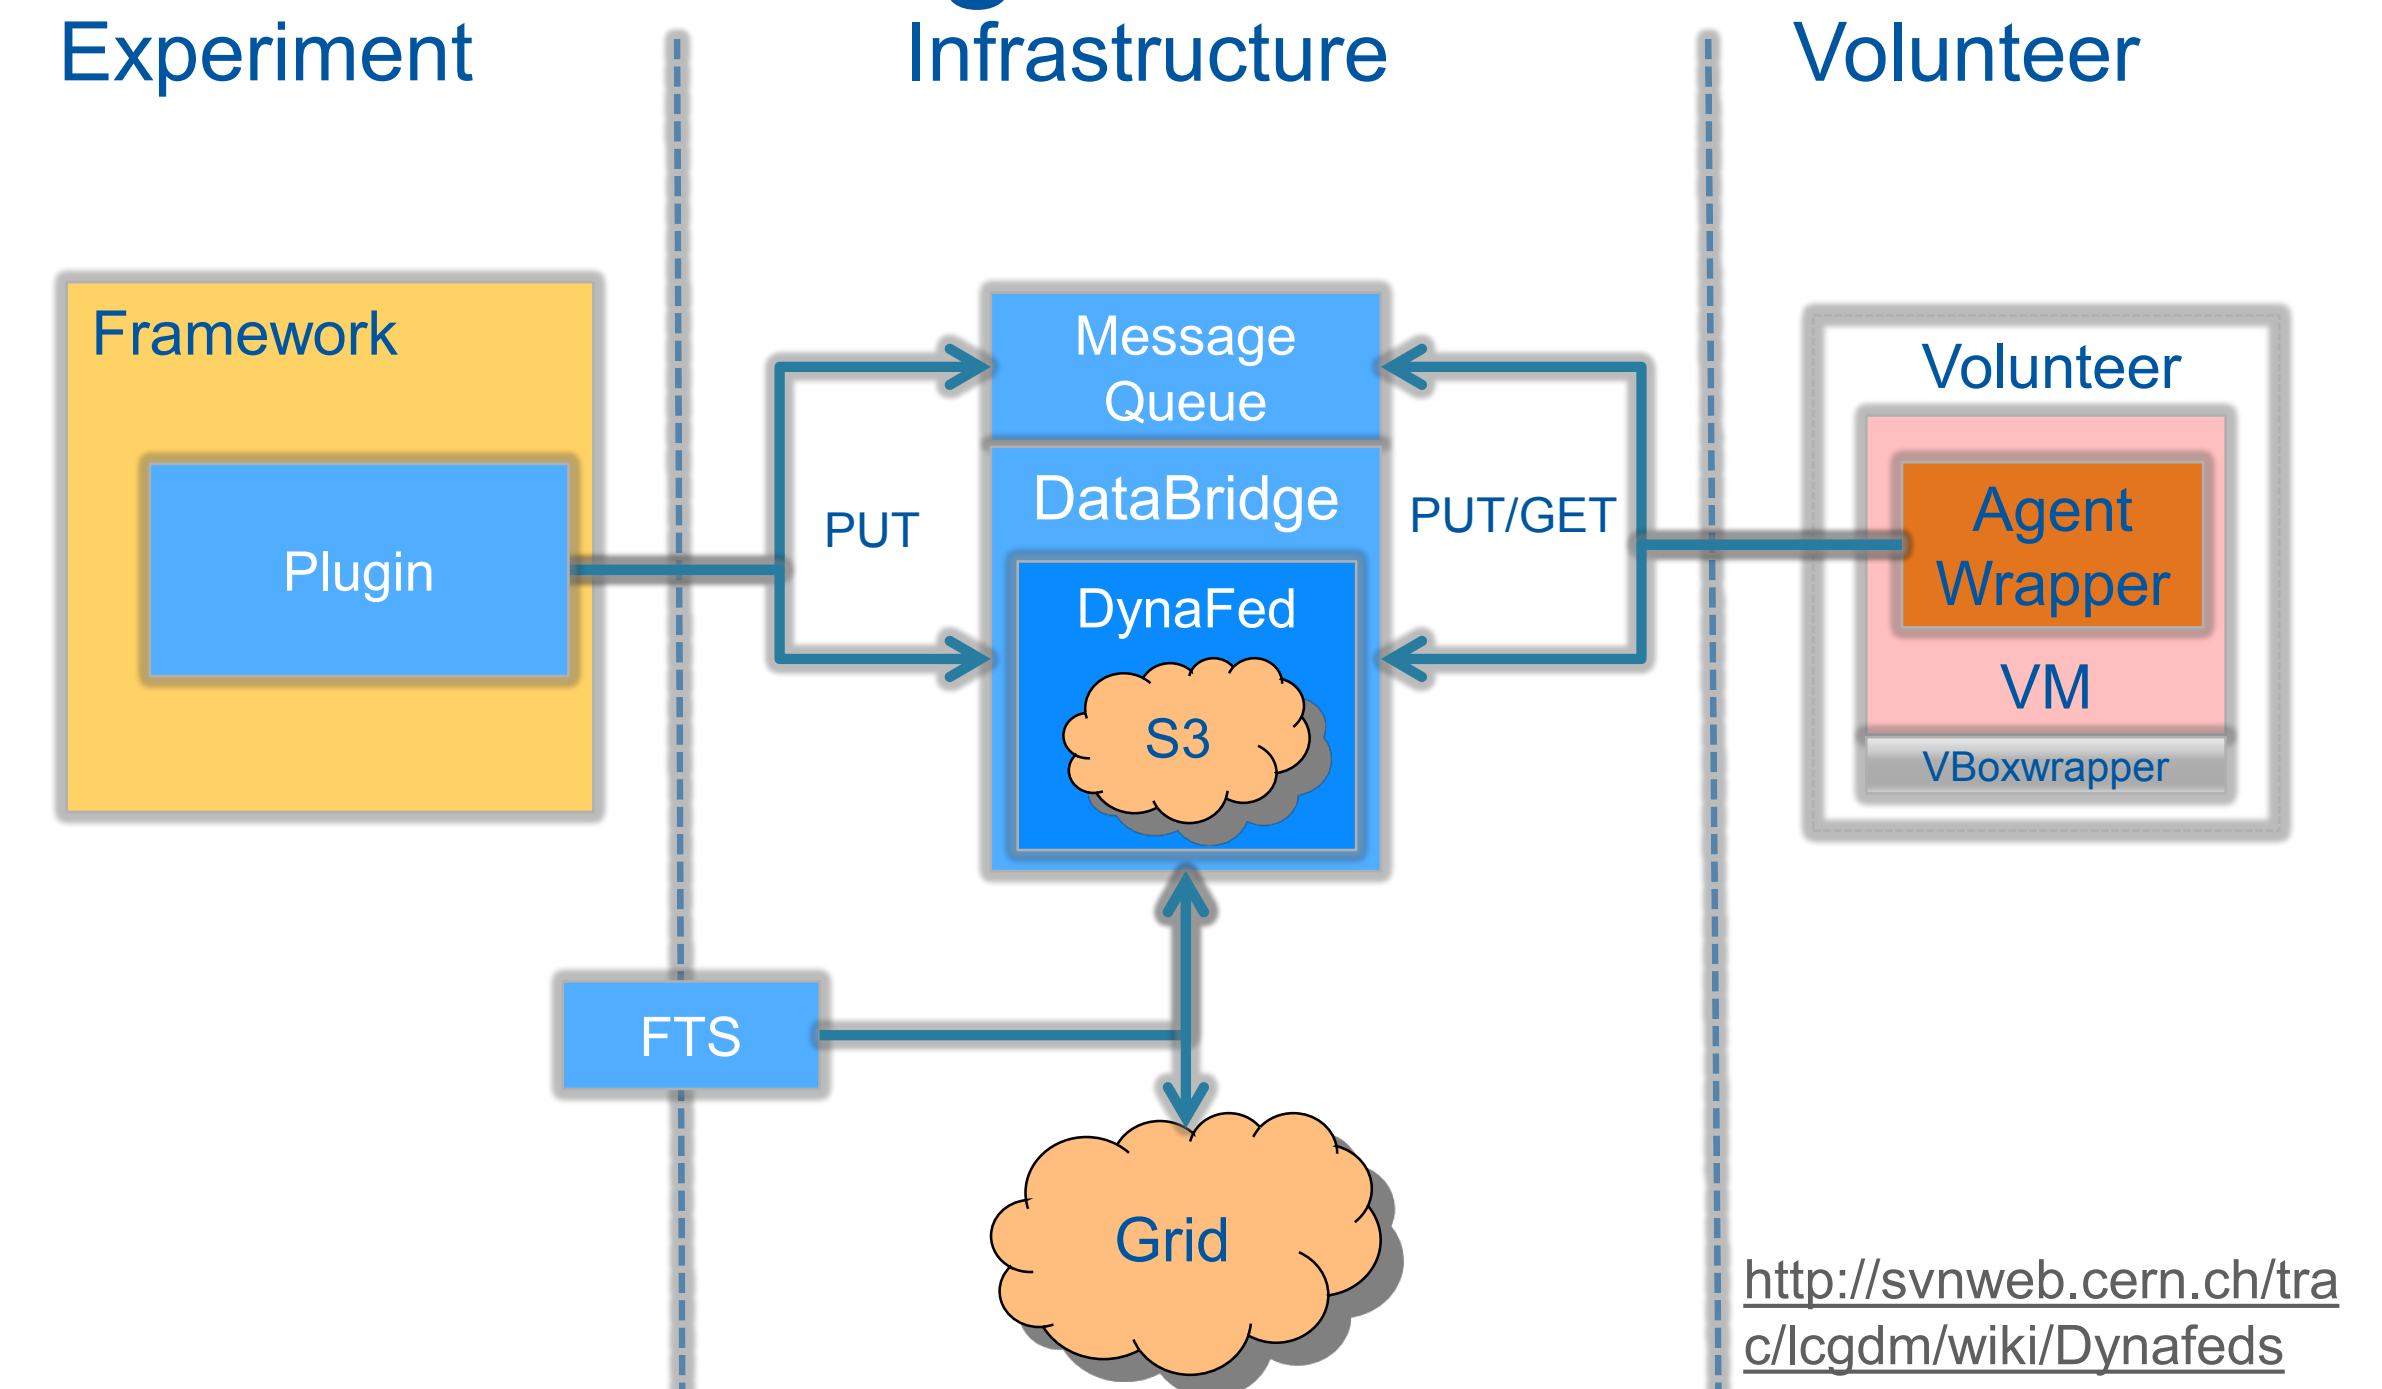 Experiment
Infrastructure
Volunteer
Framework
Plugin
PUT
Message
Queue
DataBridge
DynaFed
S3
PUT/GET
Volunteer
Agent
Wrapper
VM
VBoxwrapper
FTS
Grid
http://svnweb.cern.ch/tra
c/lcgdm/wiki/Dynafeds